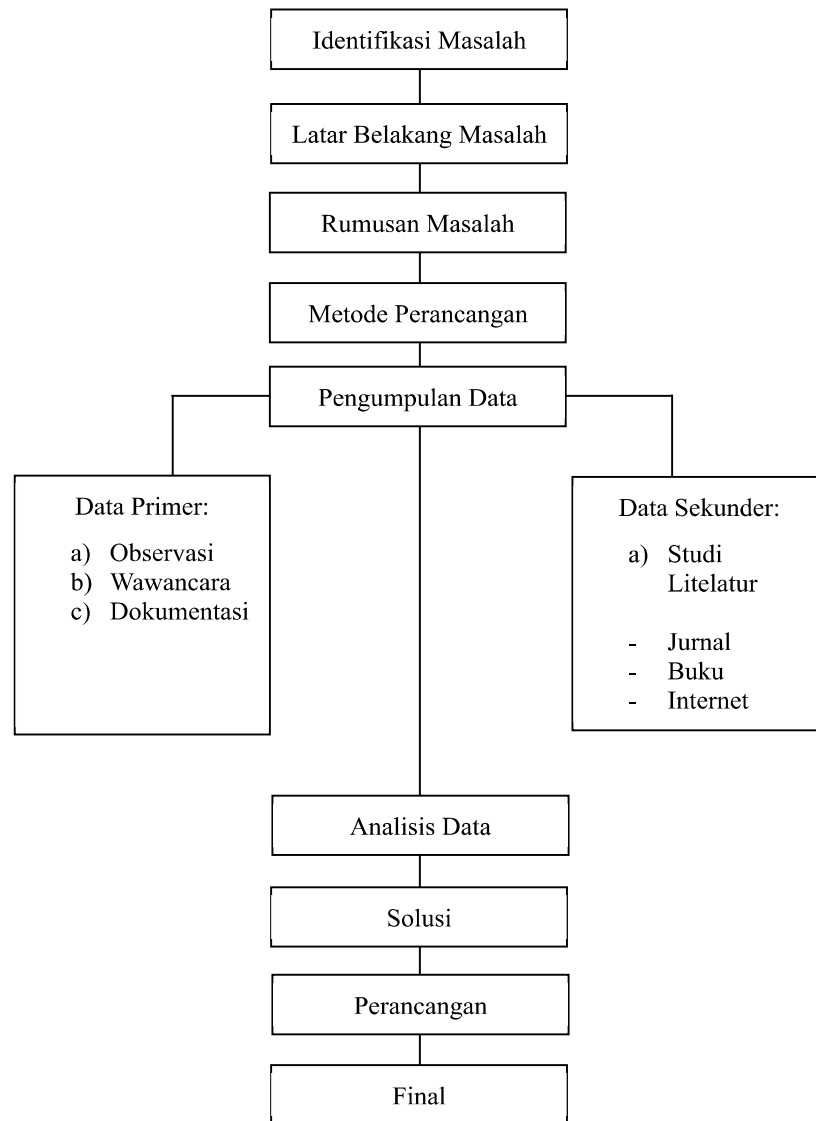 Identifikasi Masalah
Latar Belakang Masalah
Rumusan Masalah
Metode Perancangan
Pengumpulan Data
Data Primer:
a) Observasi
b) Wawancara
c) Dokumentasi
Data Sekunder:
a) Studi
Litelatur
- Jurnal
- Buku
- Internet
Analisis Data
Solusi
Perancangan
Final